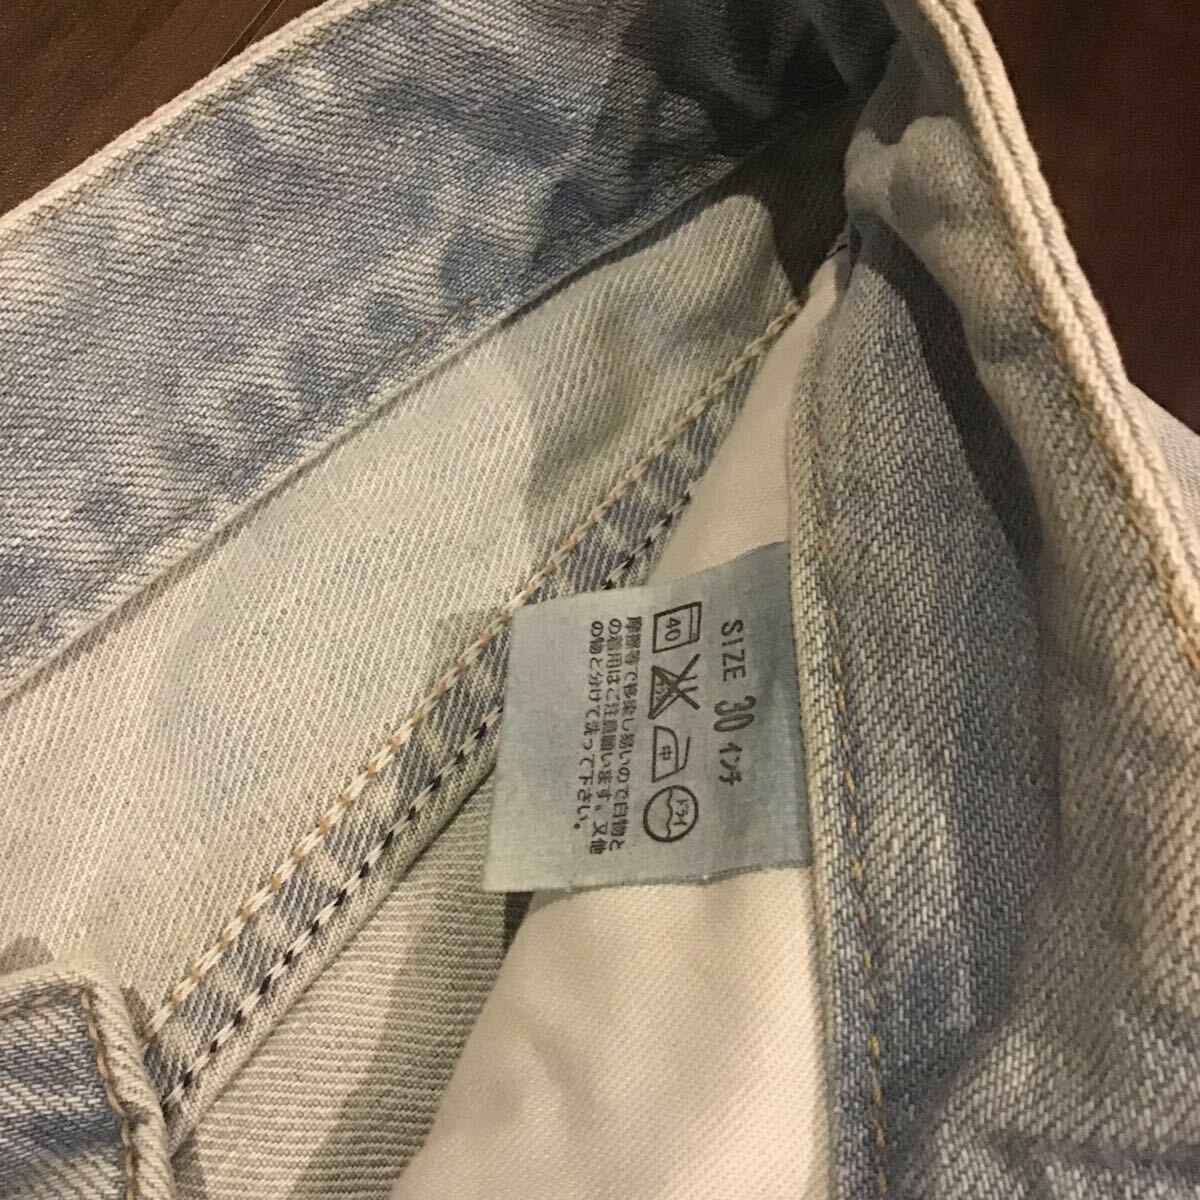 SIZE 30 インチ
40
中
ドライ
摩擦等で移染し易いので白物と
の着用はご注意願います。又他
の物と分けて洗って下さい。